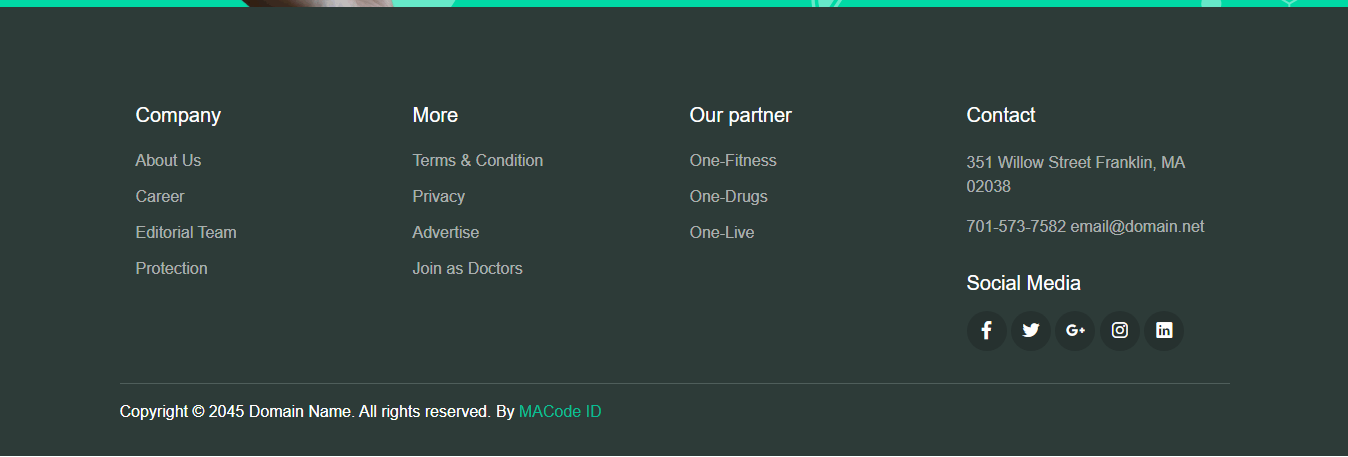 Company
About Us
Career
Editorial Team
Protection
More
Terms & Condition
Privacy
Advertise
Join as Doctors
Our partner
One-Fitness
One-Drugs
One-Live
Contact
351 Willow Street Franklin, MA
02038
701-573-7582 email@domain.net
Social Media
Copyright © 2045 Domain Name. All rights reserved. By MACode ID